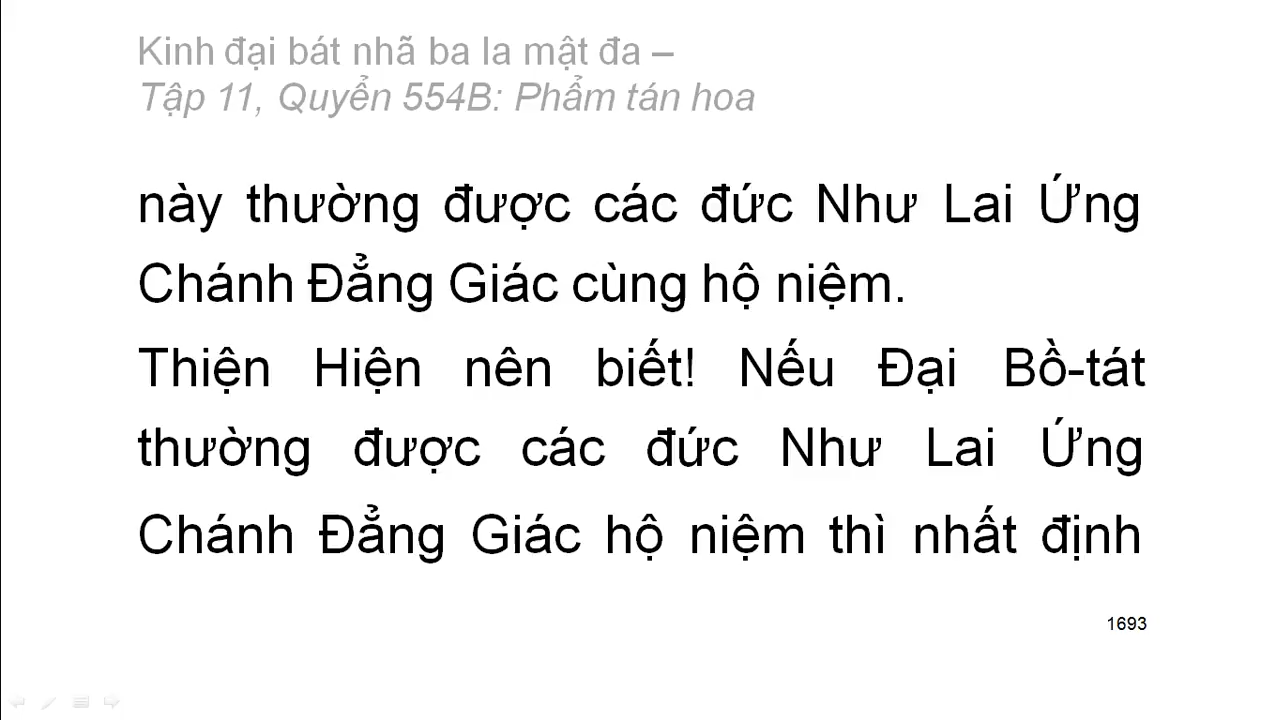 Kinh đại bát nhã ba la mật đa –
Tập 11, Quyển 554B: Phẩm tán hoa
này thường được các đức Như Lai Ứng
Chánh Đẳng Giác cùng hộ niệm.
Thiện Hiện nên biết! Nếu Đại Bồ-tát
thường được các đức Như Lai Ứng
Chánh Đẳng Giác hộ niệm thì nhất định
1693